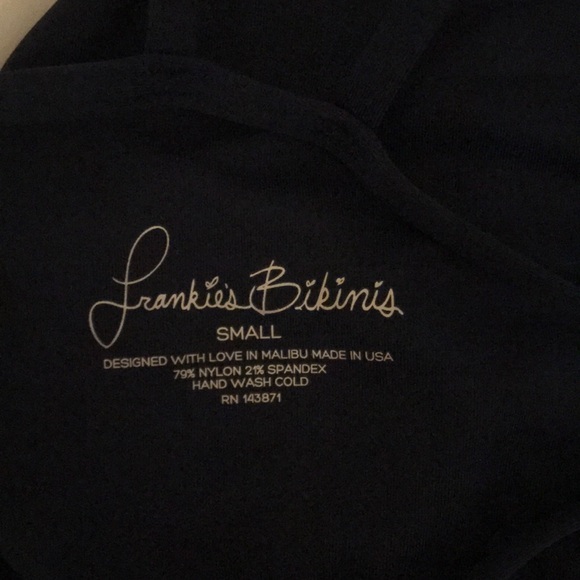 Frankie's Bikinis
SMALL
DESIGNED WITH LOVE IN MALIBU MADE IN USA
79% NYLON 21% SPANDEX
HAND WASH COLD
RN 143871